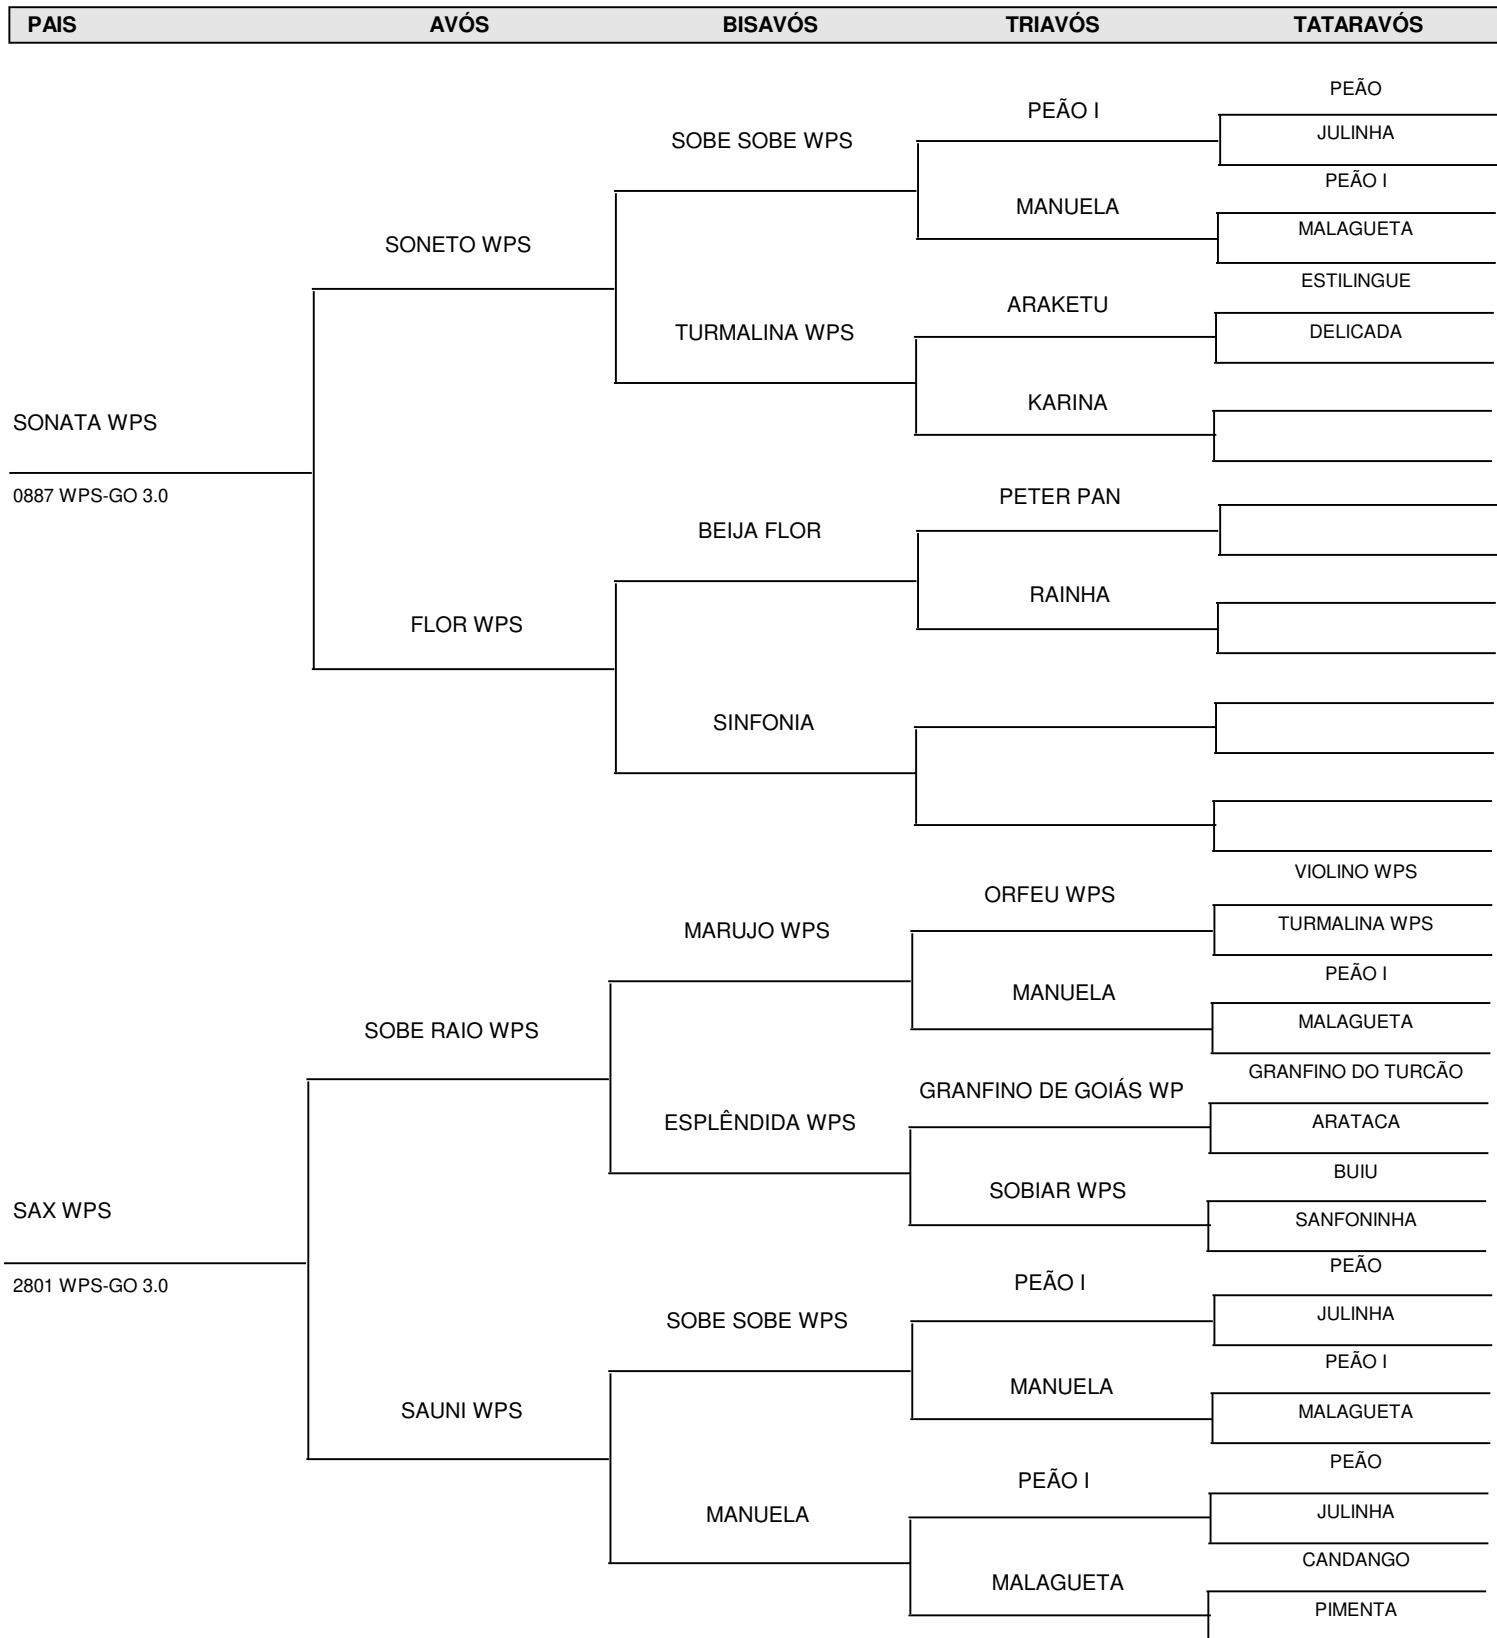 PAIS AVÓS BISAVÓS TRIAVÓS TATARAVÓS
PEÃO
PEÃO I
JULINHA
SOBE SOBE WPS
PEÃO I
MANUELA
MALAGUETA
SONETO WPS
ESTILINGUE
ARAKETU
TURMALINA WPS
DELICADA
KARINA
SONATA WPS
0887 WPS-GO 3.0
PETER PAN
BEIJA FLOR
RAINHA
FLOR WPS
SINFONIA
VIOLINO WPS
ORFEU WPS
TURMALINA WPS
MARUJO WPS
PEÃO I
MANUELA
MALAGUETA
SOBE RAIO WPS
GRANFINO DO TURCÃO
GRANFINO DE GOIÁS WP
ESPLÊNDIDA WPS
ARATACA
BUIU
SOBIAR WPS
SAX WPS
SANFONINHA
PEÃO
2801 WPS-GO 3.0
PEÃO I
JULINHA
SOBE SOBE WPS
PEÃO I
MANUELA
SAUNI WPS
MALAGUETA
PEÃO
PEÃO I
MANUELA
JULINHA
CANDANGO
MALAGUETA
PIMENTA